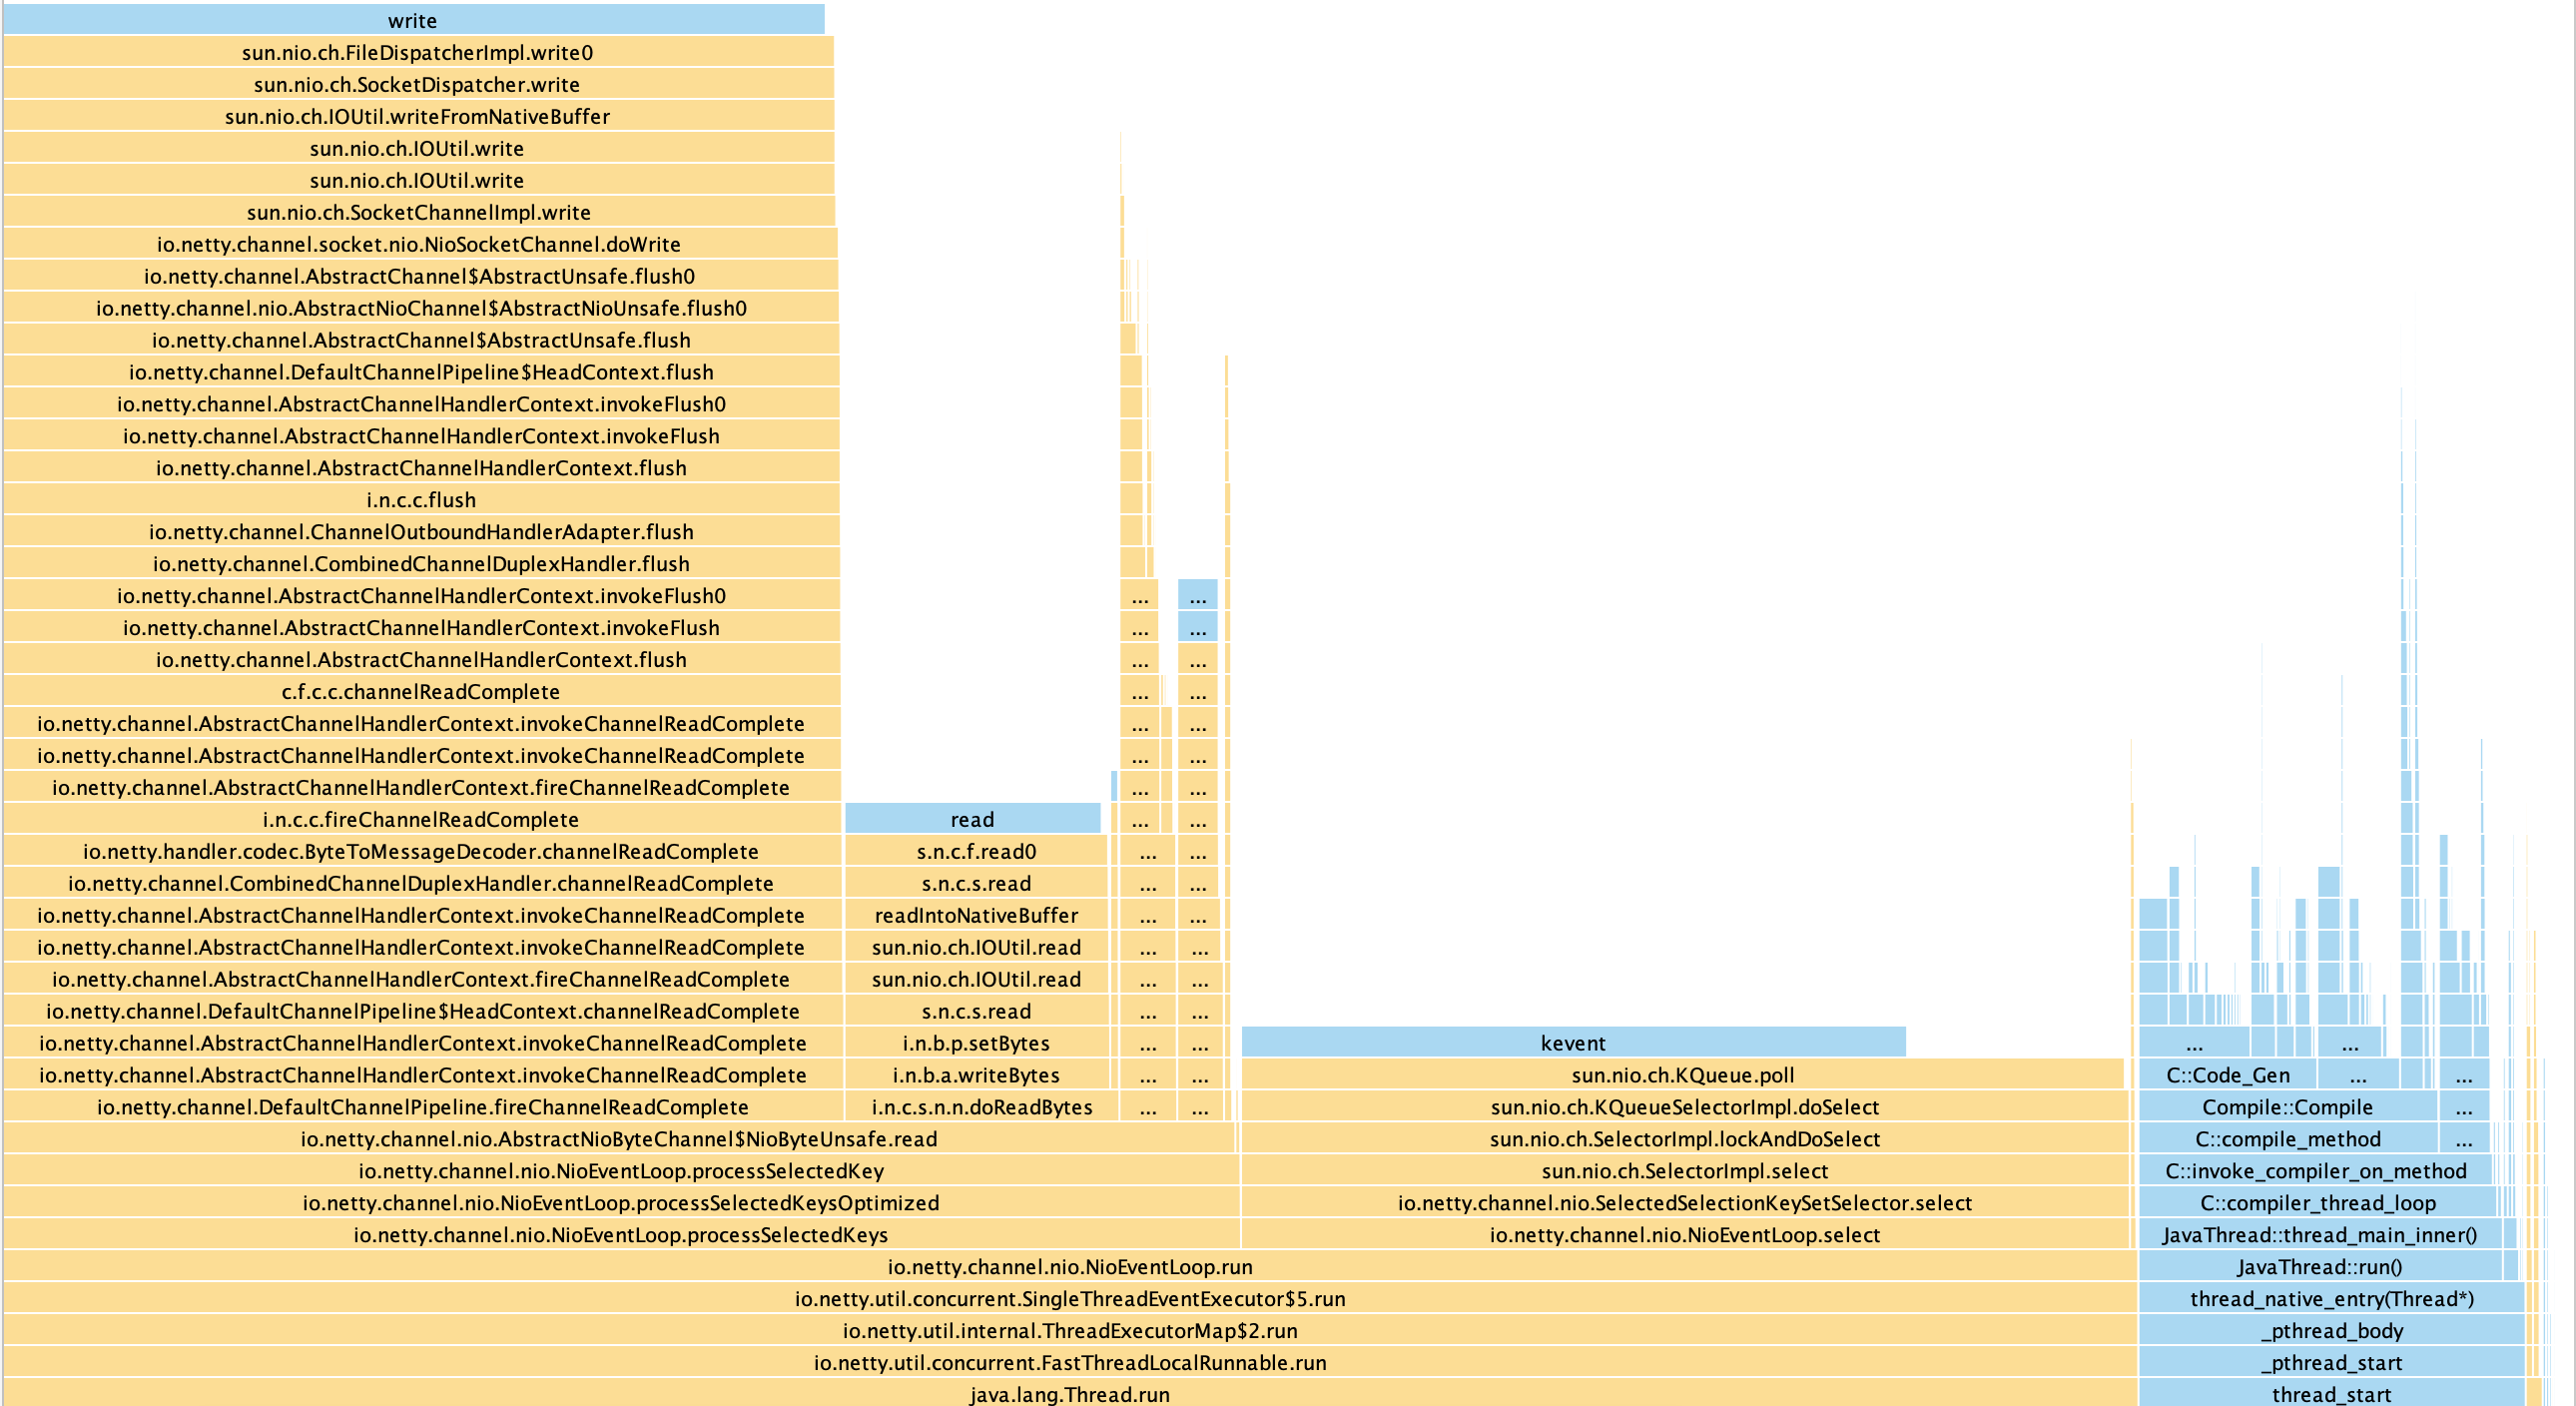 write
sun.nio.ch.FileDispatcherImpl.write0
sun.nio.ch.SocketDispatcher.write
sun.nio.ch.IOUtil.writeFromNativeBuffer
sun.nio.ch.IOUtil.write
sun.nio.ch.IOUtil.write
sun.nio.ch.SocketChannelImpl.write
io.netty.channel.socket.nio.NioSocketChannel.doWrite
io.netty.channel.AbstractChannel$AbstractUnsafe.flush0
io.netty.channel.nio.AbstractNioChannel$AbstractNioUnsafe.flush0
io.netty.channel.AbstractChannel$AbstractUnsafe.flush
io.netty.channel.DefaultChannelPipeline$HeadContext.flush
io.netty.channel.AbstractChannelHandlerContext.invokeFlush0
io.netty.channel.AbstractChannelHandlerContext.invokeFlush
io.netty.channel.AbstractChannelHandlerContext.flush
i.n.c.c.flush
io.netty.channel.ChannelOutboundHandlerAdapter.flush
io.netty.channel.CombinedChannelDuplexHandler.flush
io.netty.channel.AbstractChannelHandlerContext.invokeFlush0 ... ...
io.netty.channel.AbstractChannelHandlerContext.invokeFlush ... ...
io.netty.channel.AbstractChannelHandlerContext.flush ... ...
c.f.c.c.channelReadComplete ... ...
io.netty.channel.AbstractChannelHandlerContext.invokeChannelReadComplete ... ...
io.netty.channel.AbstractChannelHandlerContext.invokeChannelReadComplete ... ...
io.netty.channel.AbstractChannelHandlerContext.fireChannelReadComplete ... ...
i.n.c.c.fireChannelReadComplete read ... ...
io.netty.handler.codec.ByteToMessageDecoder.channelReadComplete s.n.c.f.read0 ... ...
io.netty.channel.CombinedChannelDuplexHandler.channelReadComplete s.n.c.s.read ... ...
io.netty.channel.AbstractChannelHandlerContext.invokeChannelReadComplete readIntoNativeBuffer ... ...
io.netty.channel.AbstractChannelHandlerContext.invokeChannelReadComplete sun.nio.ch.IOUtil.read ... ...
io.netty.channel.AbstractChannelHandlerContext.fireChannelReadComplete sun.nio.ch.IOUtil.read ... ...
io.netty.channel.DefaultChannelPipeline$HeadContext.channelReadComplete s.n.c.s.read ... ...
io.netty.channel.AbstractChannelHandlerContext.invokeChannelReadComplete i.n.b.p.setBytes ... ... kevent ... ...
io.netty.channel.AbstractChannelHandlerContext.invokeChannelReadComplete i.n.b.a.writeBytes ... ... sun.nio.ch.KQueue.poll C::Code_Gen ... ...
io.netty.channel.DefaultChannelPipeline.fireChannelReadComplete i.n.c.s.n.n.doReadBytes ... ... sun.nio.ch.KQueueSelectorImpl.doSelect Compile::Compile ...
io.netty.channel.nio.AbstractNioByteChannel$NioByteUnsafe.read sun.nio.ch.SelectorImpl.lockAndDoSelect C::compile_method ...
io.netty.channel.nio.NioEventLoop.processSelectedKey sun.nio.ch.SelectorImpl.select C::invoke_compiler_on_method
io.netty.channel.nio.NioEventLoop.processSelectedKeysOptimized io.netty.channel.nio.SelectedSelectionKeySetSelector.select C::compiler_thread_loop
io.netty.channel.nio.NioEventLoop.processSelectedKeys io.netty.channel.nio.NioEventLoop.select JavaThread::thread_main_inner()
io.netty.channel.nio.NioEventLoop.run JavaThread::run()
io.netty.util.concurrent.SingleThreadEventExecutor$5.run thread_native_entry(Thread*)
io.netty.util.internal.ThreadExecutorMap$2.run _pthread_body
io.netty.util.concurrent.FastThreadLocalRunnable.run _pthread_start
java.lang.Thread.run thread_start